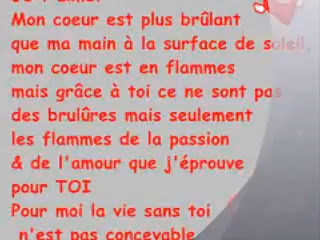 Mon coeur est plus brûlant
que ma main à la surface de soleil,
mon coeur est en flammes
mais grâce à toi ce ne sont pas
des brulûres mais seulement
les flammes de la passion
& de l'amour que j'éprouve
pour TOI
Pour moi la vie sans toi
n'est pas concevable